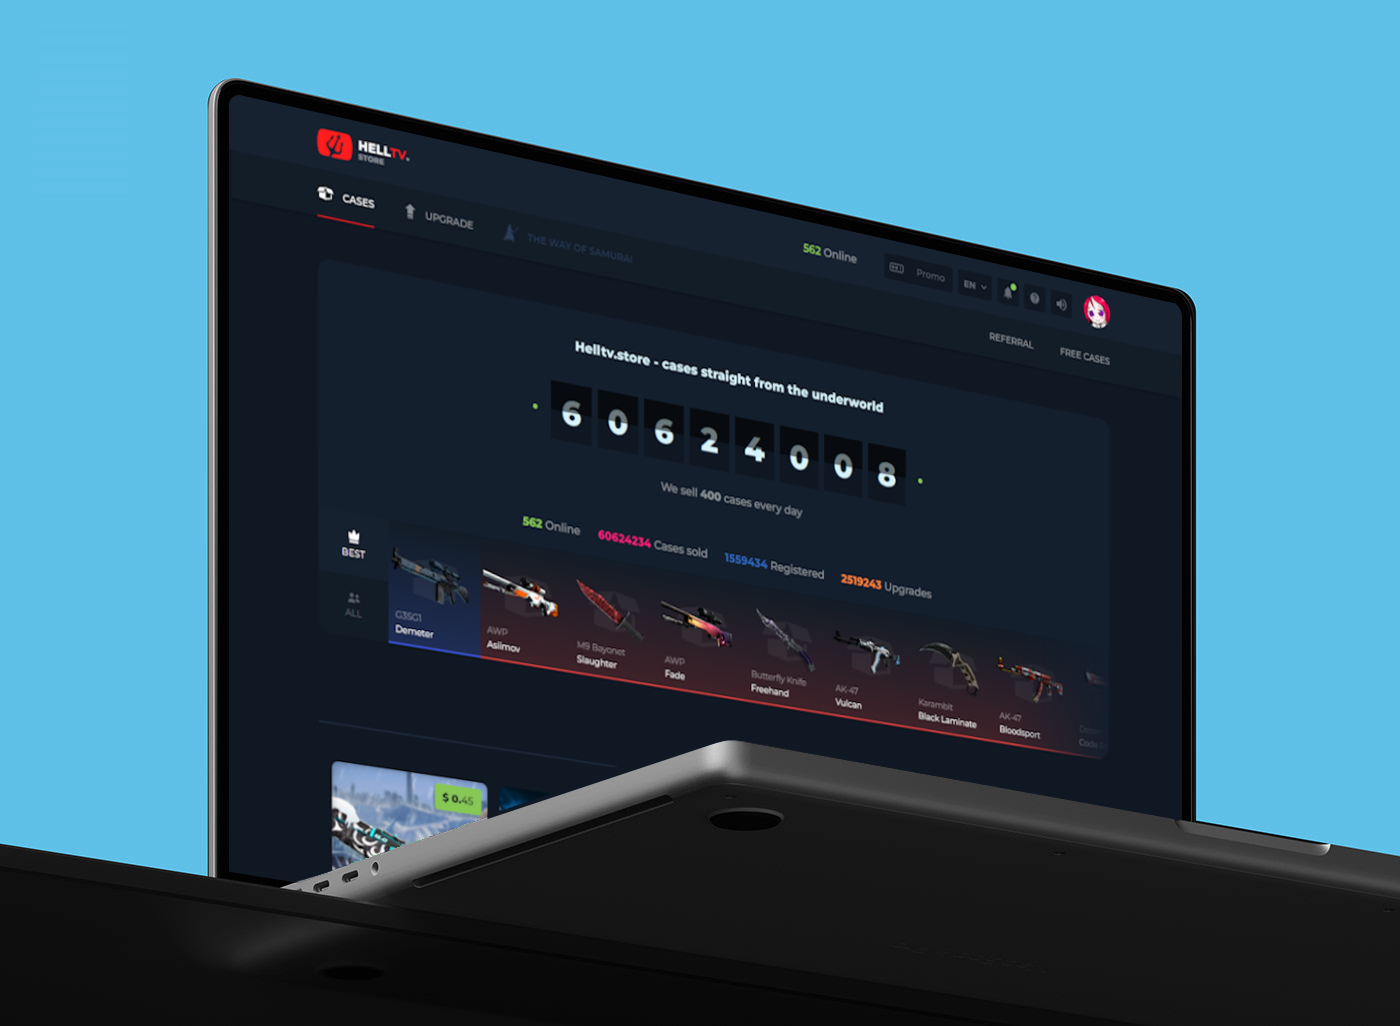 HELLTV.
STORE
CASES
UPGRADE
THE WAY OF SAMURAI
562 Online
Promo
EN
REFERRAL
FREE CASES
Helltv.store - cases straight from the underworld
6 0 6 2 4 0 0 8
We sell 400 cases every day
562 Online
60624234 Cases sold
1559434 Registered
2519243 Upgrades
BEST
ALL
G3SG1
Demeter
AWP
Asiimov
M9 Bayonet
Slaughter
AWP
Fade
Butterfly Knife
Freehand
AK-47
Vulcan
Karambit
Black Laminate
AK-47
Bloodsport
$ 0.45